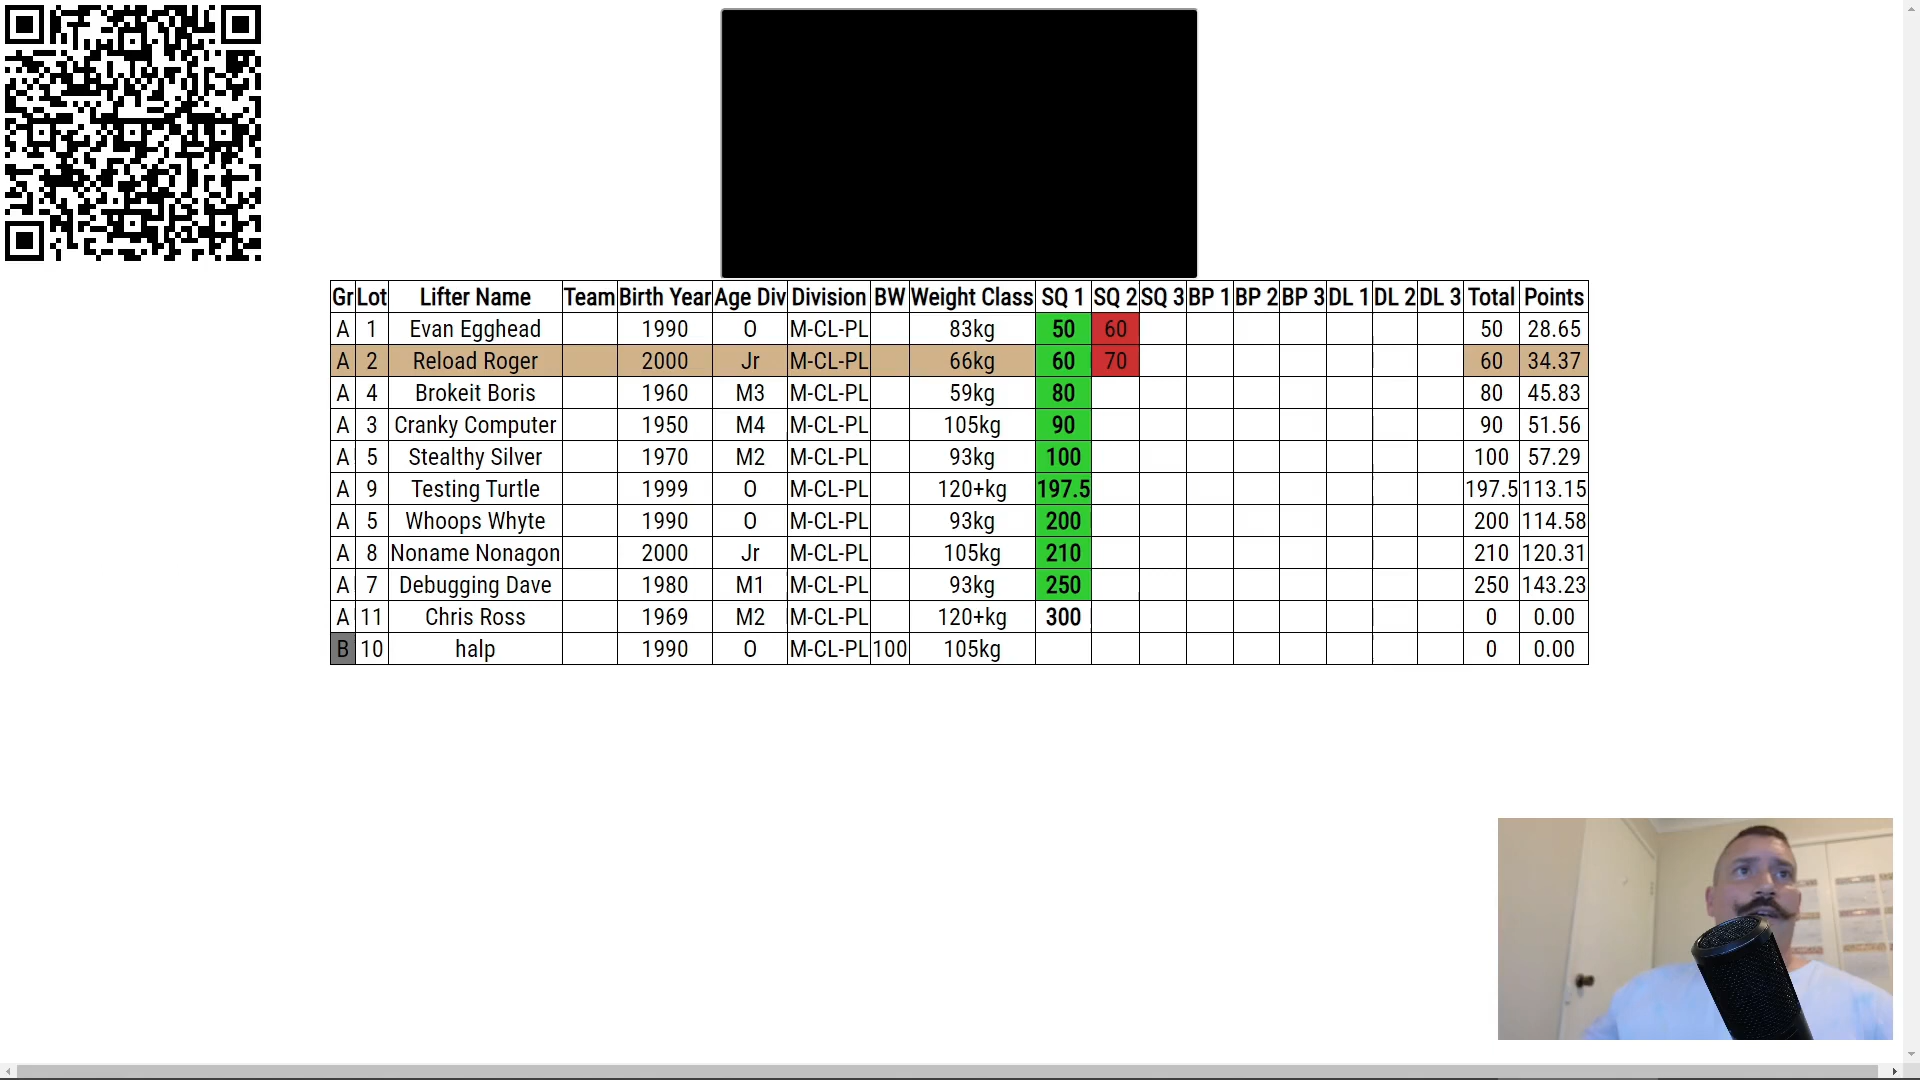 Gr Lot Lifter Name Team Birth Year Age Div Division BW Weight Class SQ 1 SQ 2 SQ 3 BP 1 BP 2 BP 3 DL 1 DL 2 DL 3 Total Points
A 1 Evan Egghead 1990 O M-CL-PL 83kg 50 60 50 28.65
A 2 Reload Roger 2000 Jr M-CL-PL 66kg 60 70 60 34.37
A 4 Brokeit Boris 1960 M3 M-CL-PL 59kg 80 80 45.83
A 3 Cranky Computer 1950 M4 M-CL-PL 105kg 90 90 51.56
A 5 Stealthy Silver 1970 M2 M-CL-PL 93kg 100 100 57.29
A 9 Testing Turtle 1999 O M-CL-PL 120+kg 197.5 197.5 113.15
A 5 Whoops Whyte 1990 O M-CL-PL 93kg 200 200 114.58
A 8 Noname Nonagon 2000 Jr M-CL-PL 105kg 210 210 120.31
A 7 Debugging Dave 1980 M1 M-CL-PL 93kg 250 250 143.23
A 11 Chris Ross 1969 M2 M-CL-PL 120+kg 300 0 0.00
B 10 halp 1990 O M-CL-PL 100 105kg 0 0.00